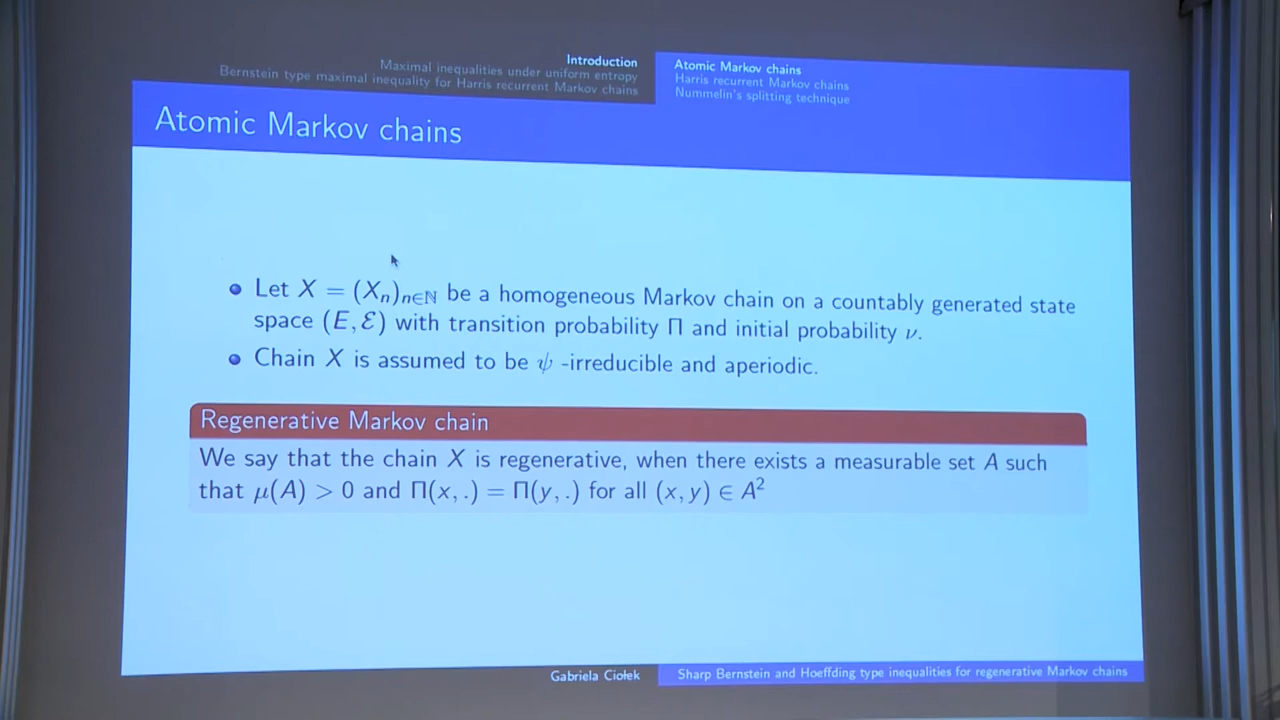 Introduction
Maximal inequalities under uniform entropy
Bernstein type maximal inequality for Harris recurrent Markov chains
Atomic Markov chains
Harris recurrent Markov chains
Nummelin's splitting technique
Atomic Markov chains
Let X = (Xₙ)ₙ∈ℕ be a homogeneous Markov chain on a countably generated state
space (E, ℰ) with transition probability Π and initial probability ν.
Chain X is assumed to be ψ -irreducible and aperiodic.
Regenerative Markov chain
We say that the chain X is regenerative, when there exists a measurable set A such
that μ(A) > 0 and Π(x, .) = Π(y, .) for all (x, y) ∈ A²
Gabriela Ciołek
Sharp Bernstein and Hoeffding type inequalities for regenerative Markov chains